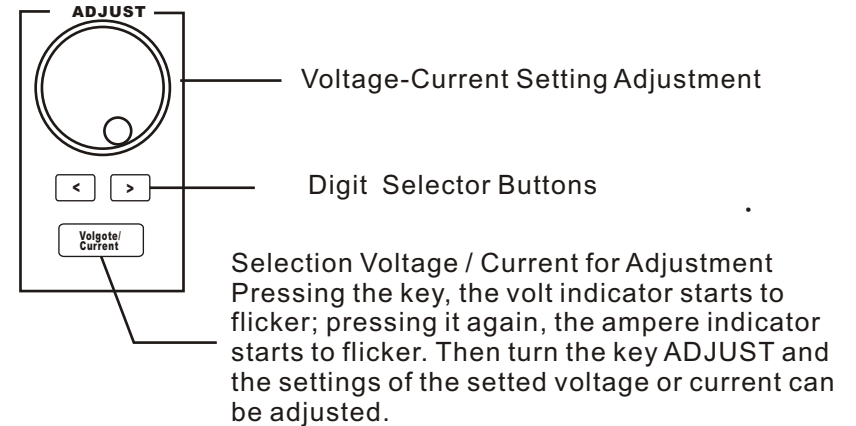 ADJUST
Voltage-Current Setting Adjustment
< >
Digit Selector Buttons
.
Volgote/
Current
Selection Voltage / Current for Adjustment
Pressing the key, the volt indicator starts to
flicker; pressing it again, the ampere indicator
starts to flicker. Then turn the key ADJUST and
the settings of the setted voltage or current can
be adjusted.